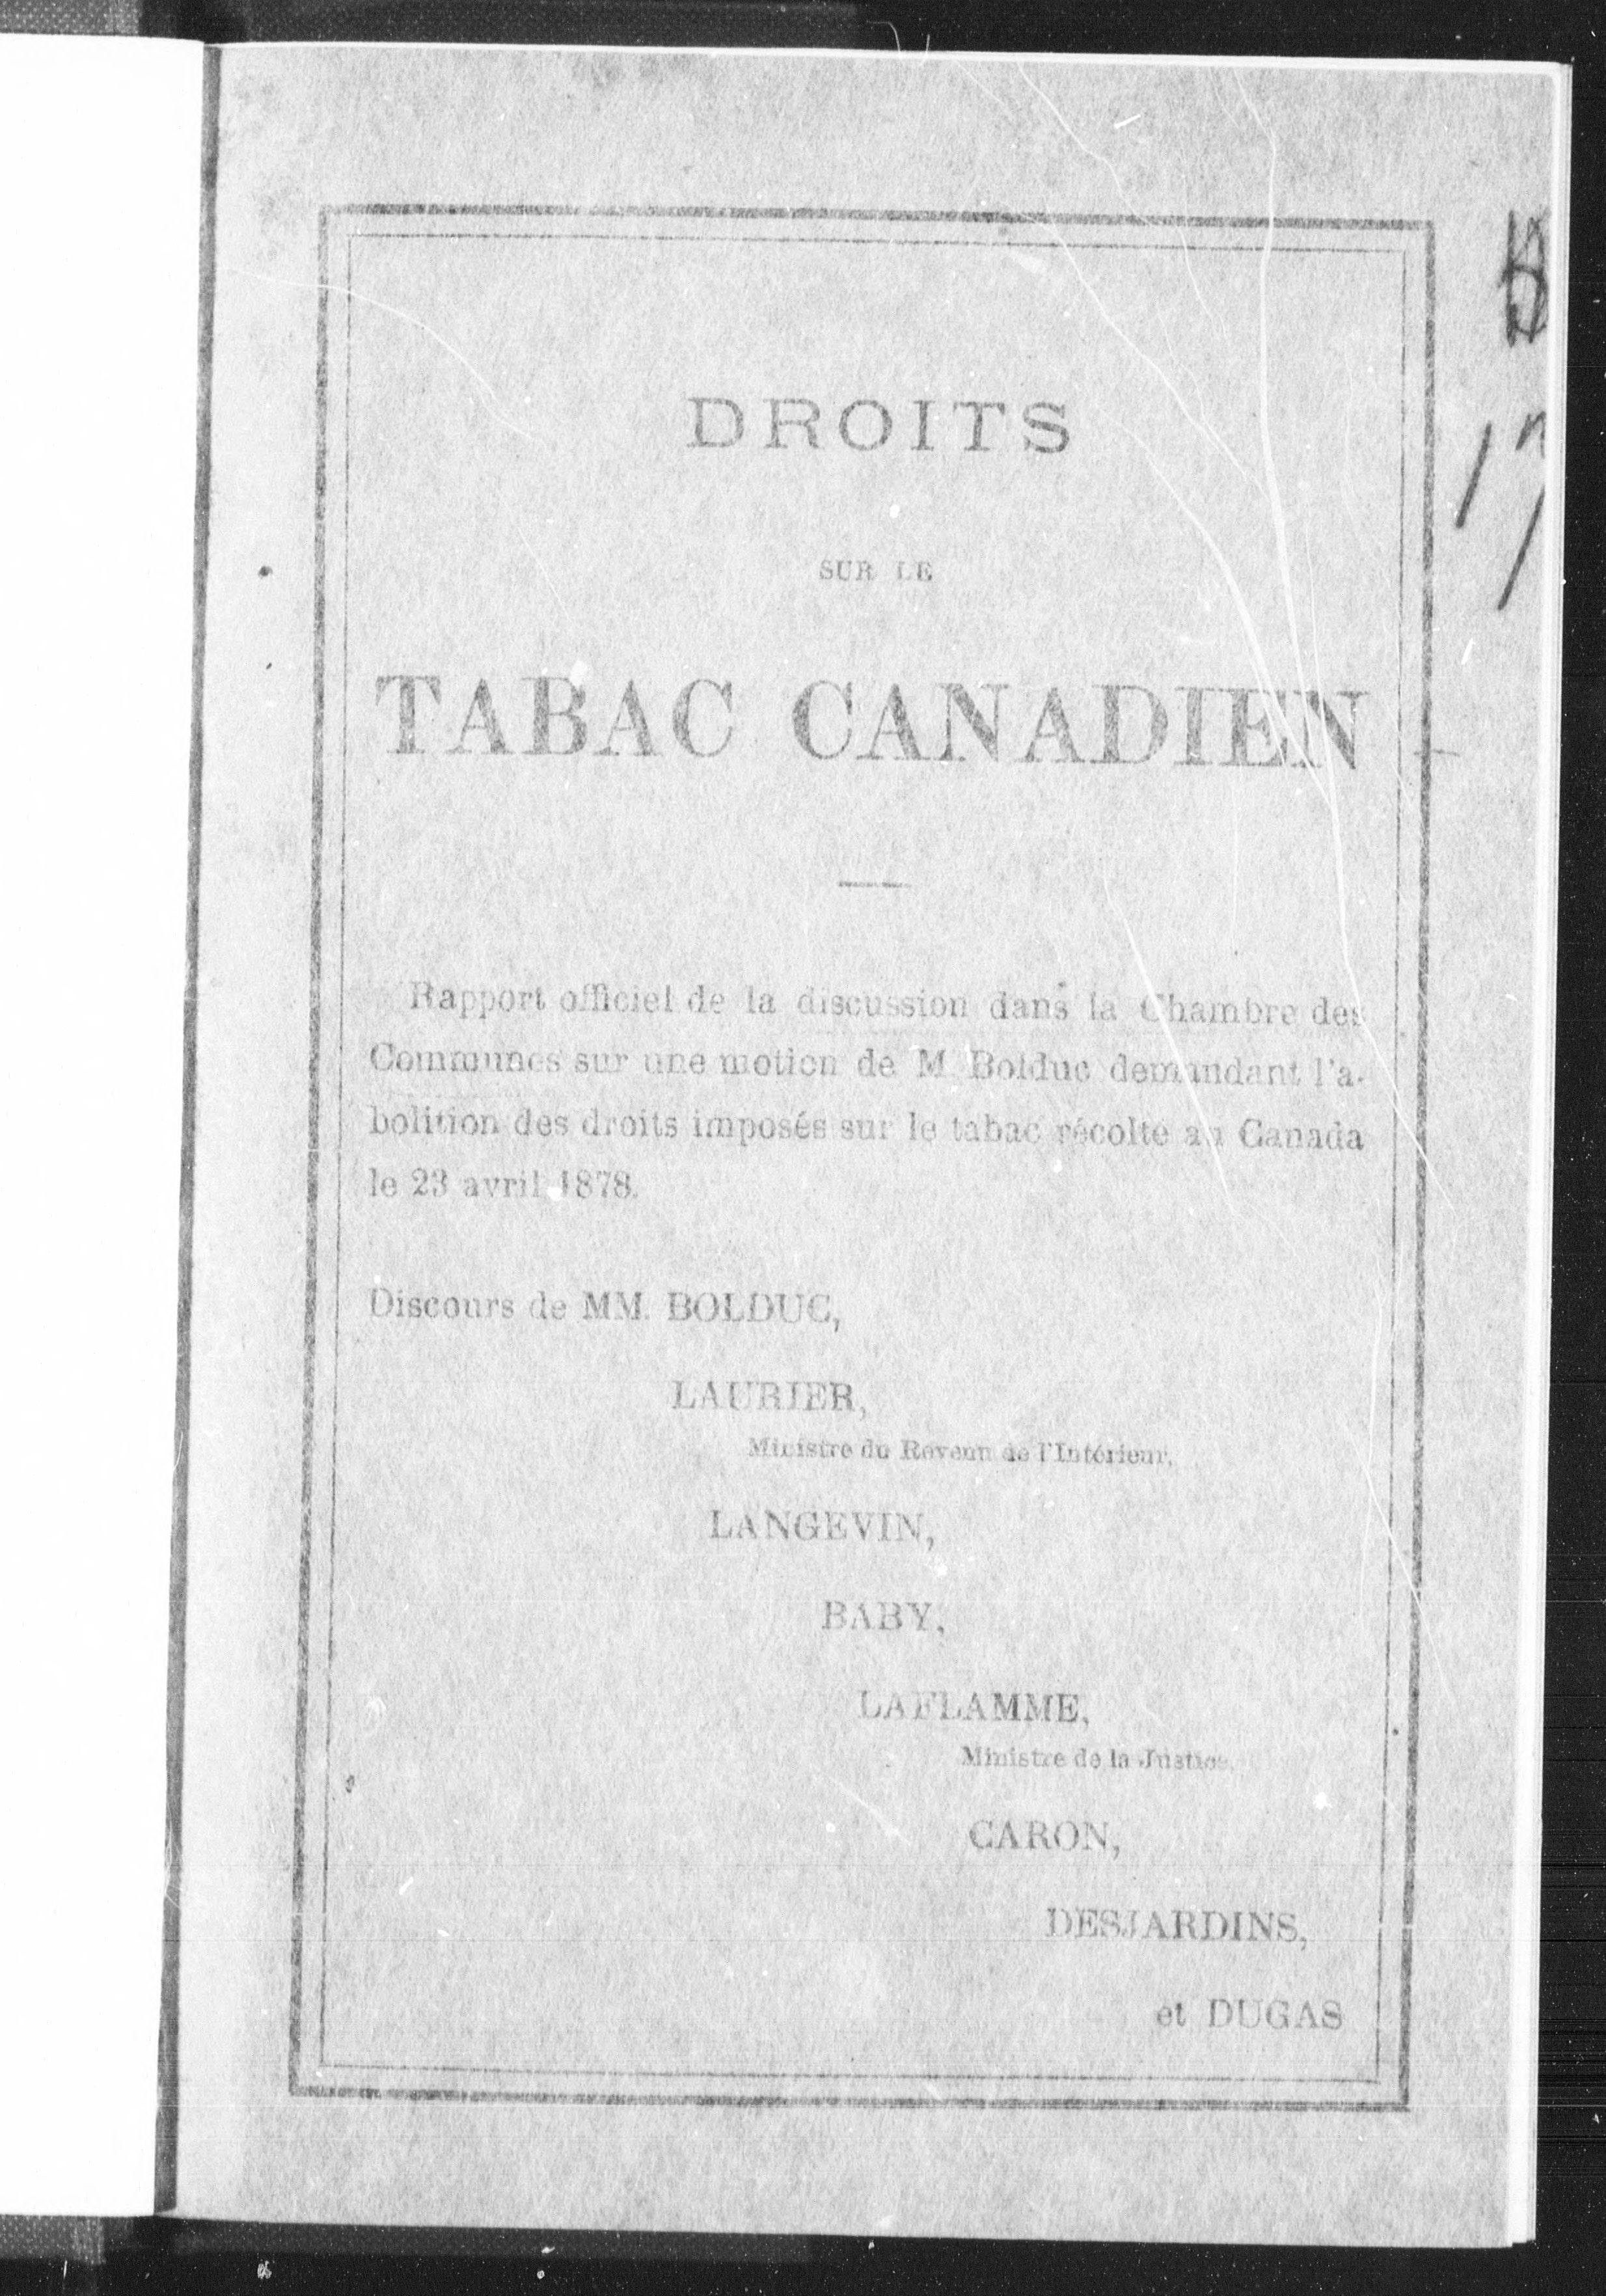 DROITS
SUR LE
TABAC CANADIEN
Rapport officiel de la discussion dans la Chambre des
Communes sur une motion de M. Bolduc demandant l'a-
bolition des droits imposés sur le tabac récolte au Canada
le 23 avril 1878.
Discours de MM. BOLDUC,
LAURIER,
Ministre du Revenu de l'Intérieur,
LANGEVIN,
BABY,
LAFLAMME,
Ministre de la Justice,
CARON,
DESJARDINS,
et DUGAS
17